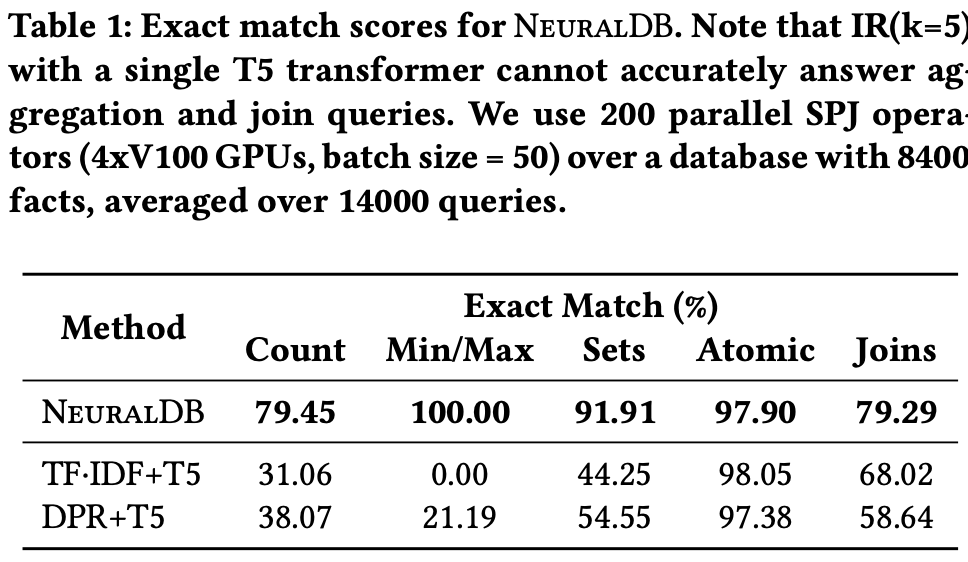 Table 1: Exact match scores for NEURALDB. Note that IR(k=5)
with a single T5 transformer cannot accurately answer ag-
gregation and join queries. We use 200 parallel SPJ opera-
tors (4xV100 GPUs, batch size = 50) over a database with 8400
facts, averaged over 14000 queries.
Method
Exact Match (%)
Count Min/Max Sets Atomic Joins
NEURALDB 79.45 100.00 91.91 97.90 79.29
TF·IDF+T5 31.06 0.00 44.25 98.05 68.02
DPR+T5 38.07 21.19 54.55 97.38 58.64